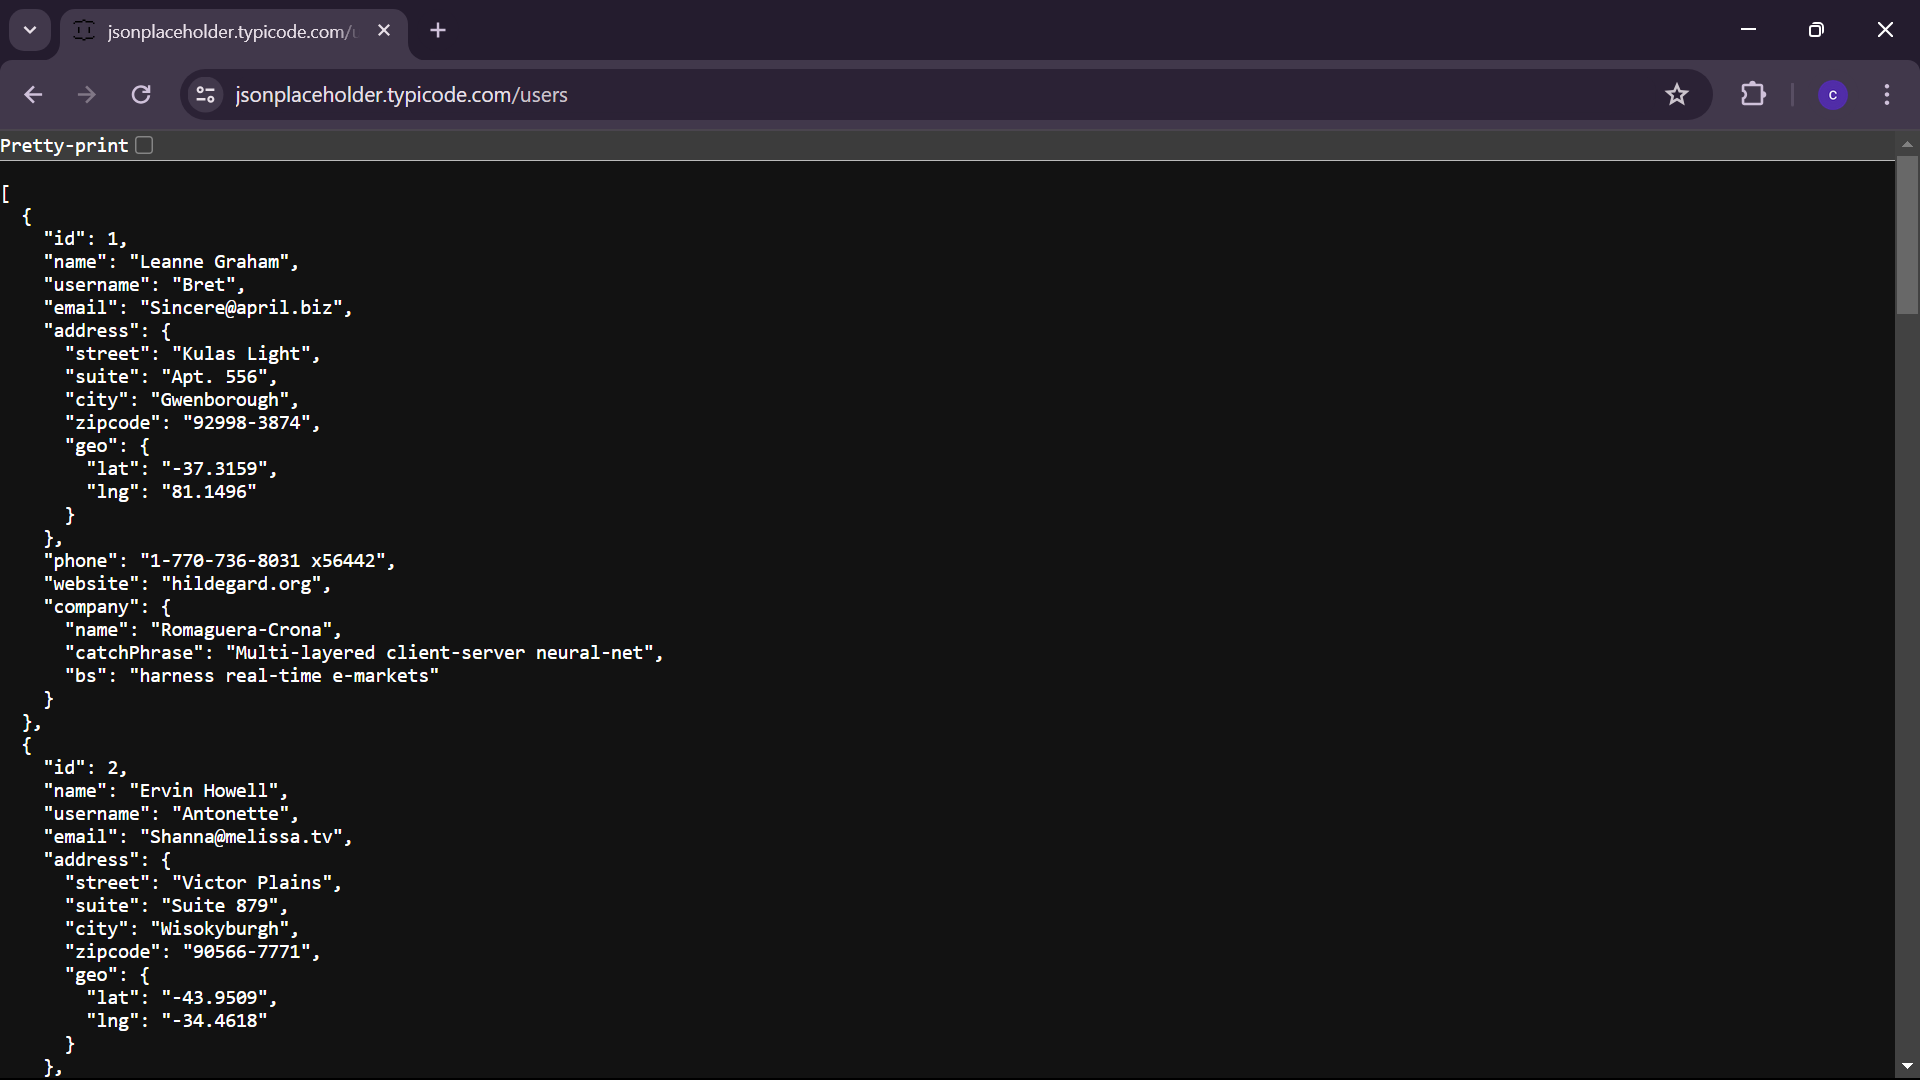 jsonplaceholder.typicode.com/u
jsonplaceholder.typicode.com/users
c
Pretty-print
[
  {
    "id": 1,
    "name": "Leanne Graham",
    "username": "Bret",
    "email": "Sincere@april.biz",
    "address": {
      "street": "Kulas Light",
      "suite": "Apt. 556",
      "city": "Gwenborough",
      "zipcode": "92998-3874",
      "geo": {
        "lat": "-37.3159",
        "lng": "81.1496"
      }
    },
    "phone": "1-770-736-8031 x56442",
    "website": "hildegard.org",
    "company": {
      "name": "Romaguera-Crona",
      "catchPhrase": "Multi-layered client-server neural-net",
      "bs": "harness real-time e-markets"
    }
  },
  {
    "id": 2,
    "name": "Ervin Howell",
    "username": "Antonette",
    "email": "Shanna@melissa.tv",
    "address": {
      "street": "Victor Plains",
      "suite": "Suite 879",
      "city": "Wisokyburgh",
      "zipcode": "90566-7771",
      "geo": {
        "lat": "-43.9509",
        "lng": "-34.4618"
      }
    },